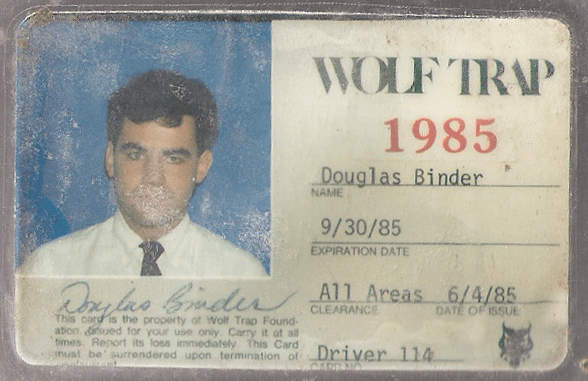 WOLF TRAP
1985
Douglas Binder
NAME
9/30/85
EXPIRATION DATE
All Areas 6/4/85
CLEARANCE DATE OF ISSUE
Driver 114
CARD NO.
Douglas Binder
This card is the property of Wolf Trap Found-
ation, issued for your use only. Carry it at all
times. Report its loss immediately. This Card
must be surrendered upon termination of